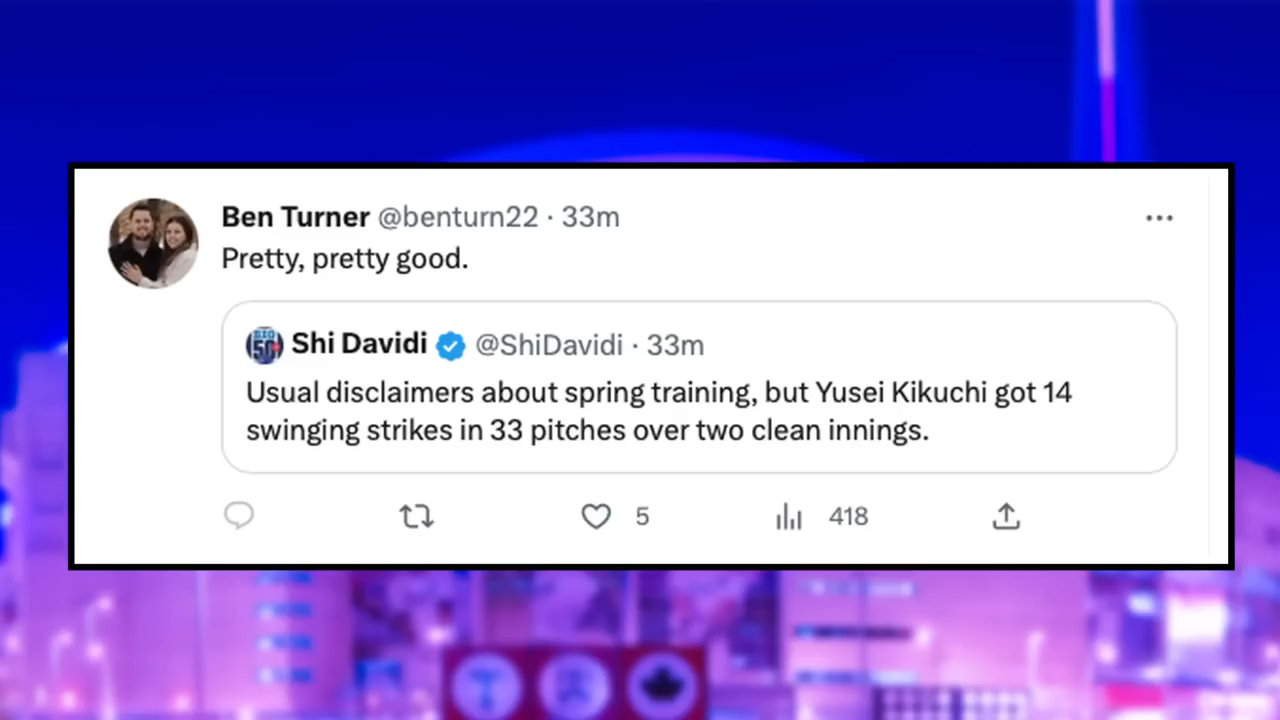 Ben Turner @benturn22 · 33m
Pretty, pretty good.
Shi Davidi @ShiDavidi · 33m
Usual disclaimers about spring training, but Yusei Kikuchi got 14
swinging strikes in 33 pitches over two clean innings.
5 418